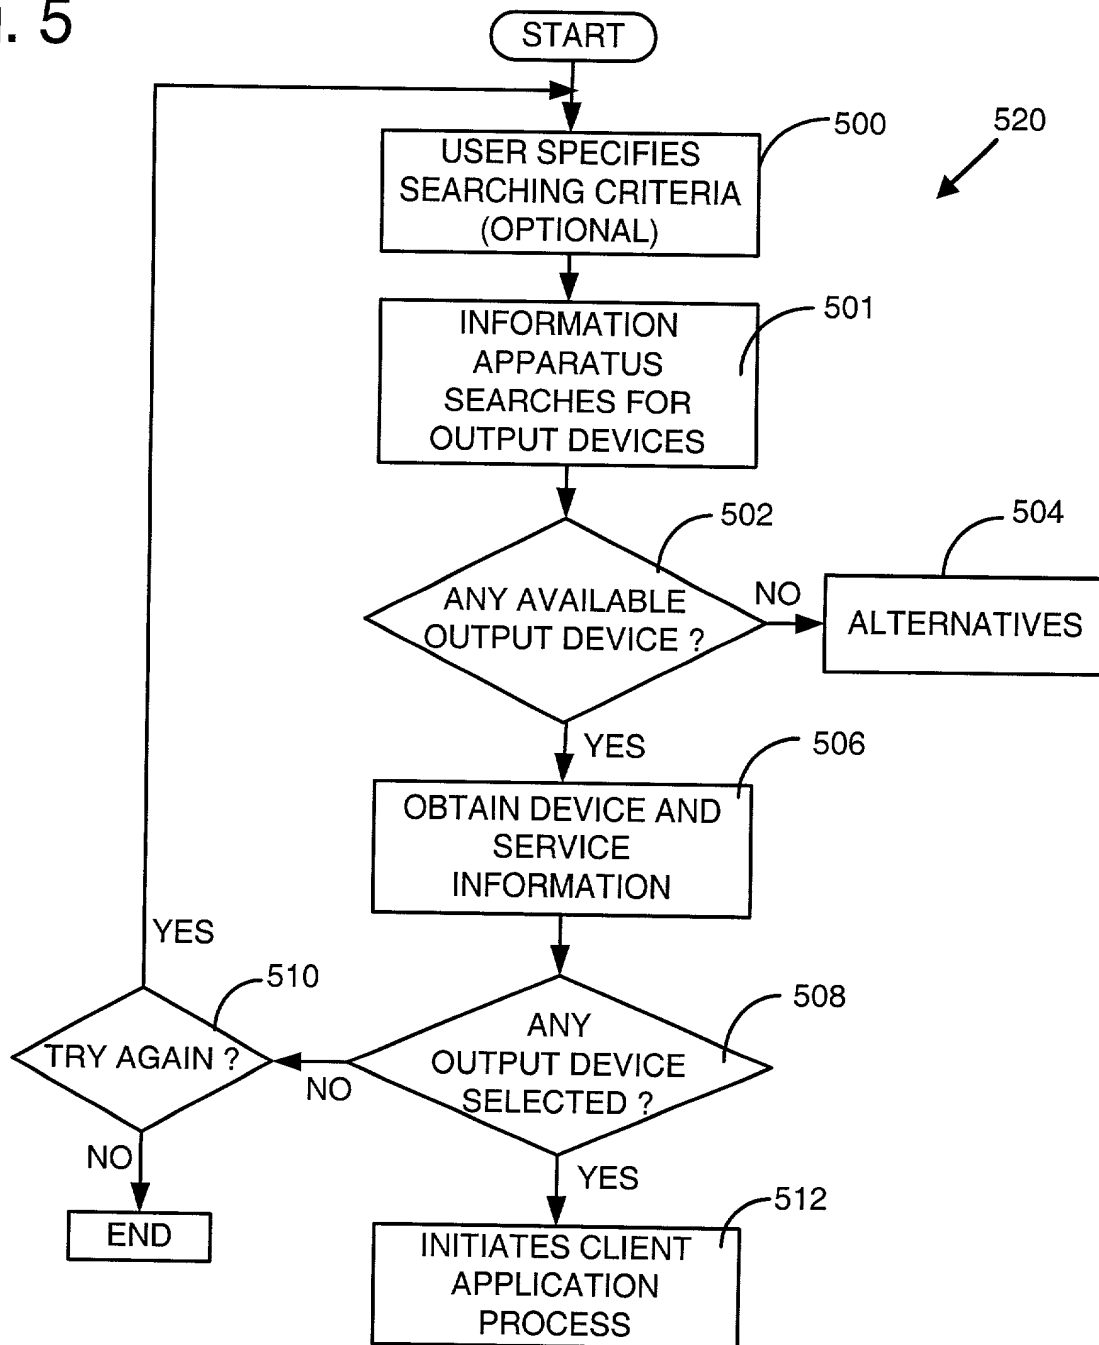 . 5
START
500
520
USER SPECIFIES
SEARCHING CRITERIA
(OPTIONAL)
501
INFORMATION
APPARATUS
SEARCHES FOR
OUTPUT DEVICES
502
504
ANY AVAILABLE
OUTPUT DEVICE ?
NO
ALTERNATIVES
YES
506
OBTAIN DEVICE AND
SERVICE
INFORMATION
YES
510
508
ANY
OUTPUT DEVICE
SELECTED ?
TRY AGAIN ?
NO
NO
YES
512
END
INITIATES CLIENT
APPLICATION
PROCESS